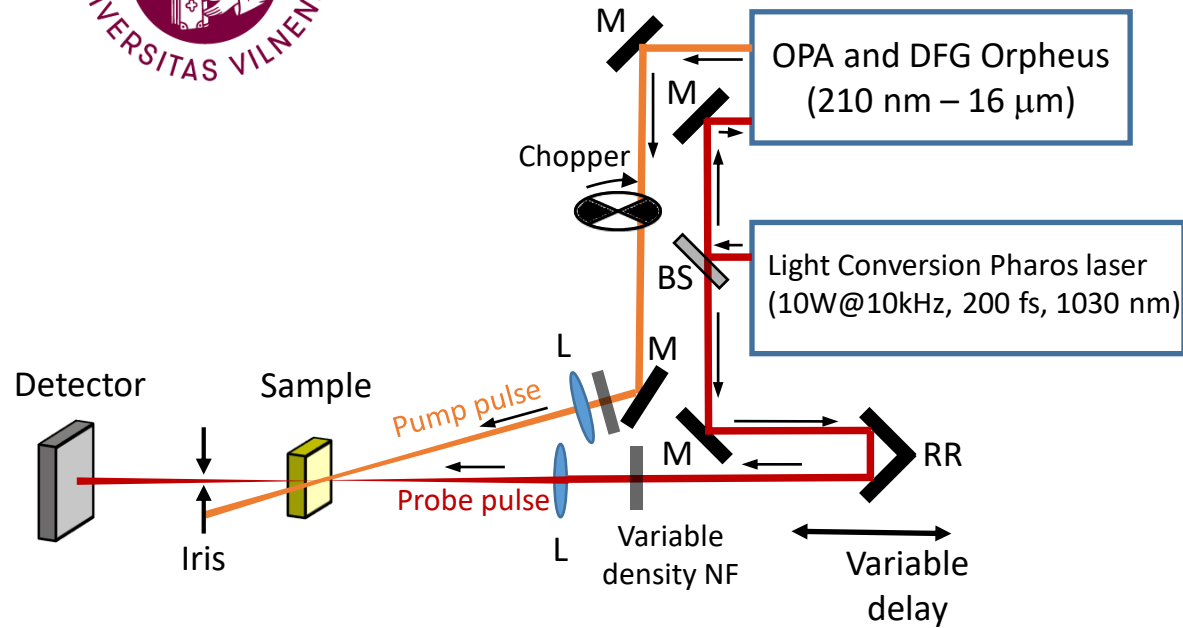 VERSITAS VILNEN
M
OPA and DFG Orpheus
(210 nm – 16 μm)
M
Chopper
BS
Light Conversion Pharos laser
(10W@10kHz, 200 fs, 1030 nm)
L
M
Detector
Sample
Pump pulse
M
RR
Probe pulse
Iris
L
Variable
density NF
Variable
delay